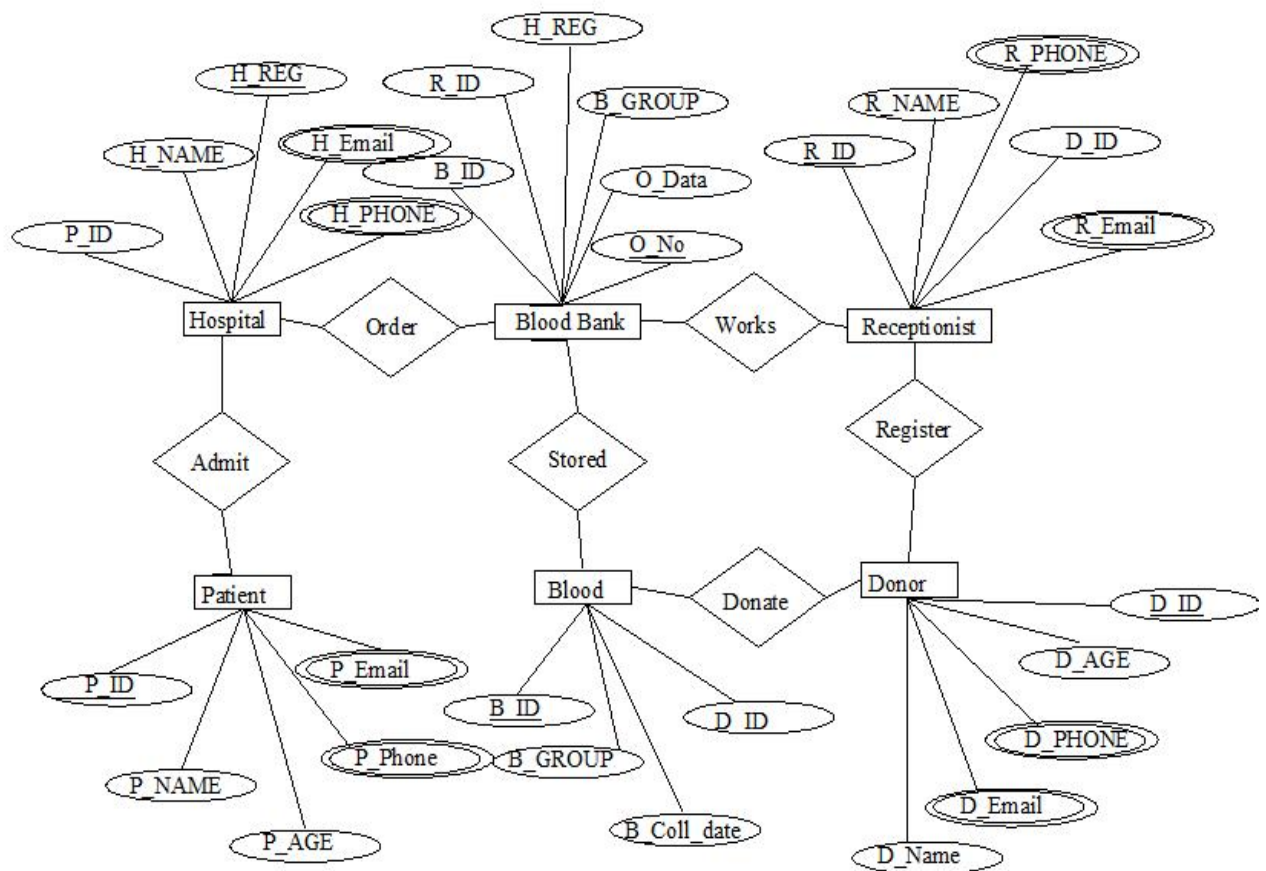 H_REG
R_PHONE
H_REG
R_ID
B_GROUP
R_NAME
H_NAME
H_Email
B_ID
O_Data
R_ID
D_ID
P_ID
H_PHONE
O_No
R_Email
Hospital
Order
Blood Bank
Works
Receptionist
Admit
Stored
Register
Patient
Blood
Donate
Donor
P_ID
P_Email
B_ID
D_ID
D_ID
D_AGE
P_NAME
P_Phone
B_GROUP
D_PHONE
P_AGE
B_Coll_date
D_Email
D_Name